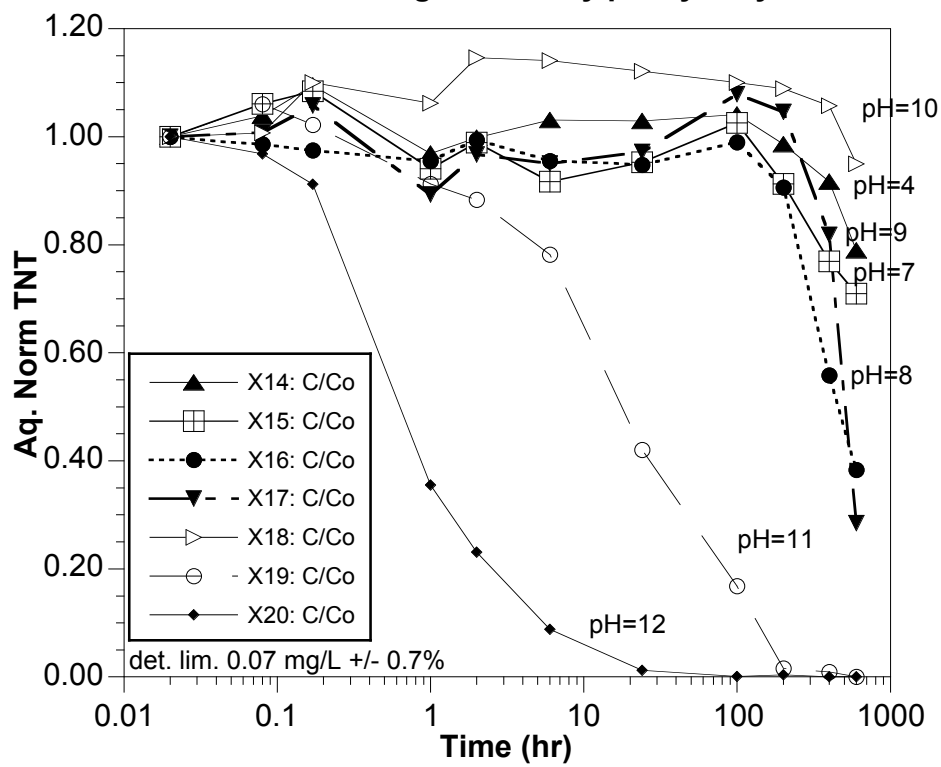 1.20
1.00
0.80
0.60
0.40
0.20
0.00
Aq. Norm TNT
pH=10
pH=4
pH=9
pH=7
pH=8
pH=11
pH=12
X14: C/Co
X15: C/Co
X16: C/Co
X17: C/Co
X18: C/Co
X19: C/Co
X20: C/Co
det. lim. 0.07 mg/L +/- 0.7%
0.01 0.1 1 10 100 1000
Time (hr)